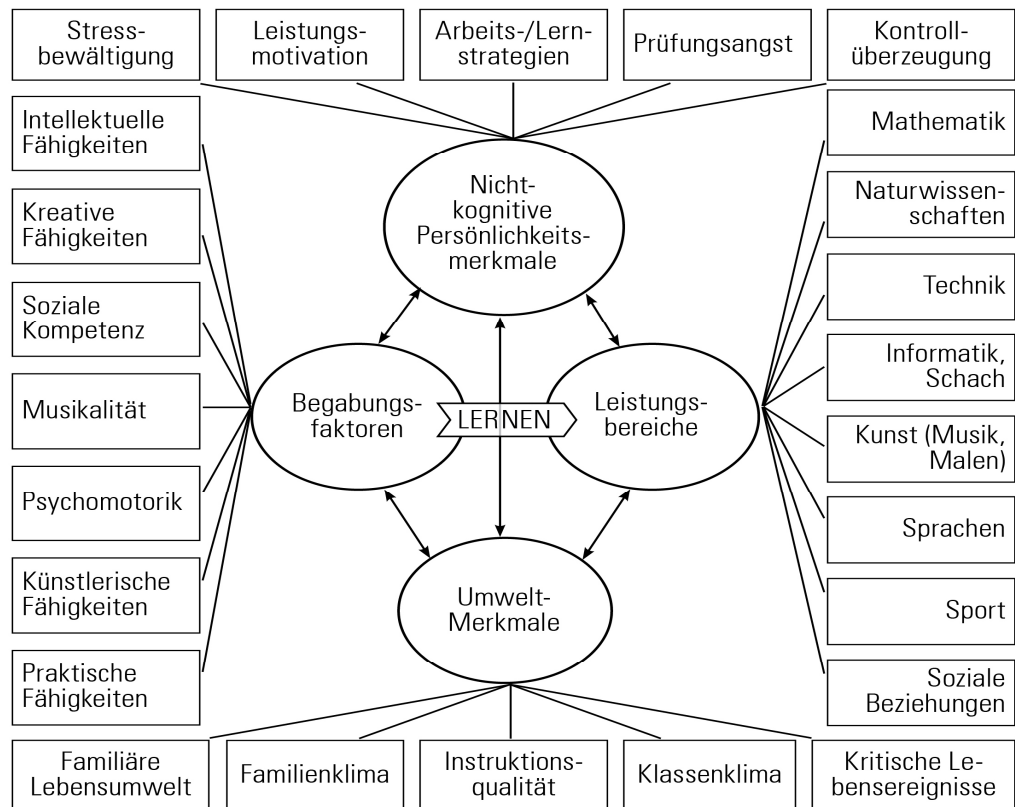 Stress-
bewältigung
Leistungs-
motivation
Arbeits-/Lern-
strategien
Prüfungsangst
Kontroll-
überzeugung
Intellektuelle
Fähigkeiten
Kreative
Fähigkeiten
Soziale
Kompetenz
Musikalität
Psychomotorik
Künstlerische
Fähigkeiten
Praktische
Fähigkeiten
Nicht-
kognitive
Persönlichkeits-
merkmale
Begabungs-
faktoren
LERNEN
Leistungs-
bereiche
Umwelt-
Merkmale
Mathematik
Naturwissen-
schaften
Technik
Informatik,
Schach
Kunst (Musik,
Malen)
Sprachen
Sport
Soziale
Beziehungen
Familiäre
Lebensumwelt
Familienklima
Instruktions-
qualität
Klassenklima
Kritische Le-
bensereignisse